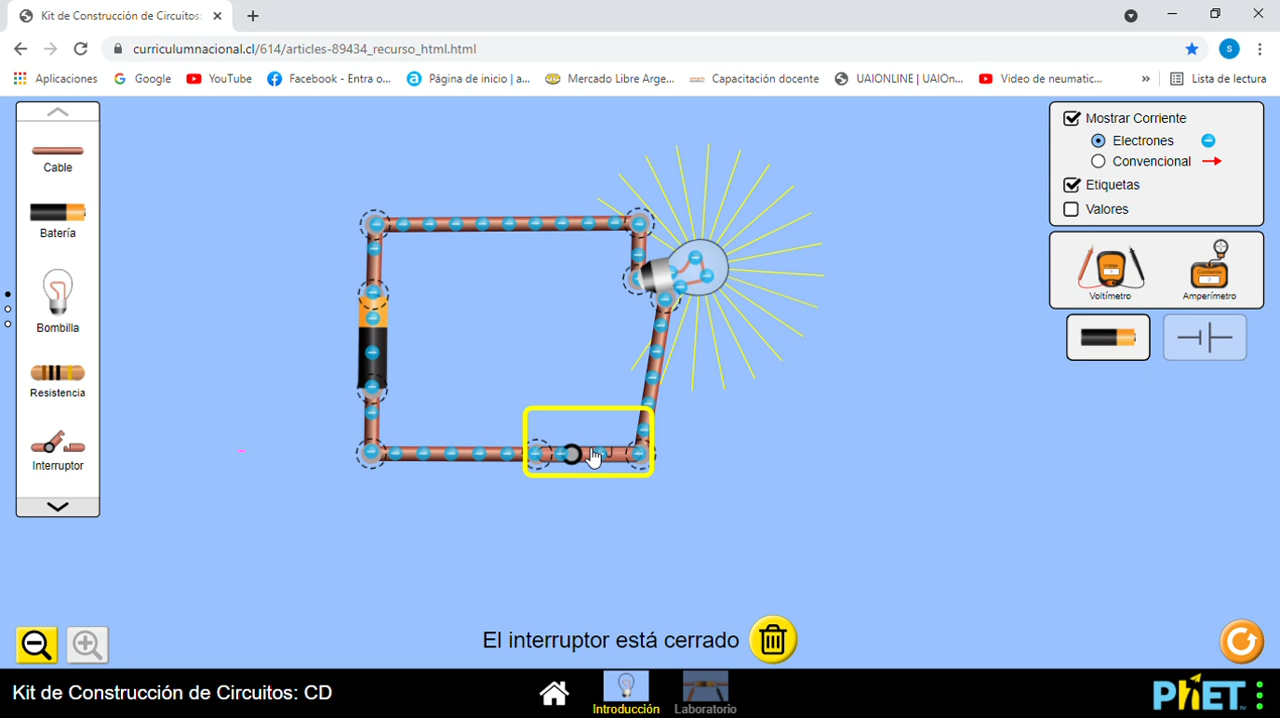 Kit de Construcción de Circuitos:
curriculumnacional.cl/614/articles-89434_recurso_html.html
S
Aplicaciones
Google
YouTube
Facebook - Entra o...
Página de inicio | a...
Mercado Libre Arge...
Capacitación docente
UAIONLINE | UAIOn...
Video de neumatic...
»
Lista de lectura
Cable
Batería
Bombilla
Resistencia
Interruptor
Mostrar Corriente
Electrones
Convencional
Etiquetas
Valores
Voltímetro
Amperímetro
El interruptor está cerrado
Kit de Construcción de Circuitos: CD
Introducción
Laboratorio
PhET